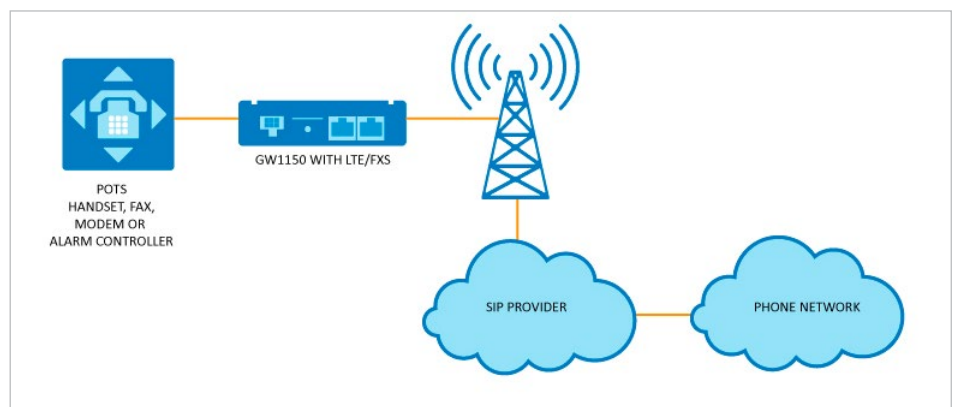 GW1150 WITH LTE/FXS
POTS
HANDSET, FAX,
MODEM OR
ALARM CONTROLLER
SIP PROVIDER
PHONE NETWORK